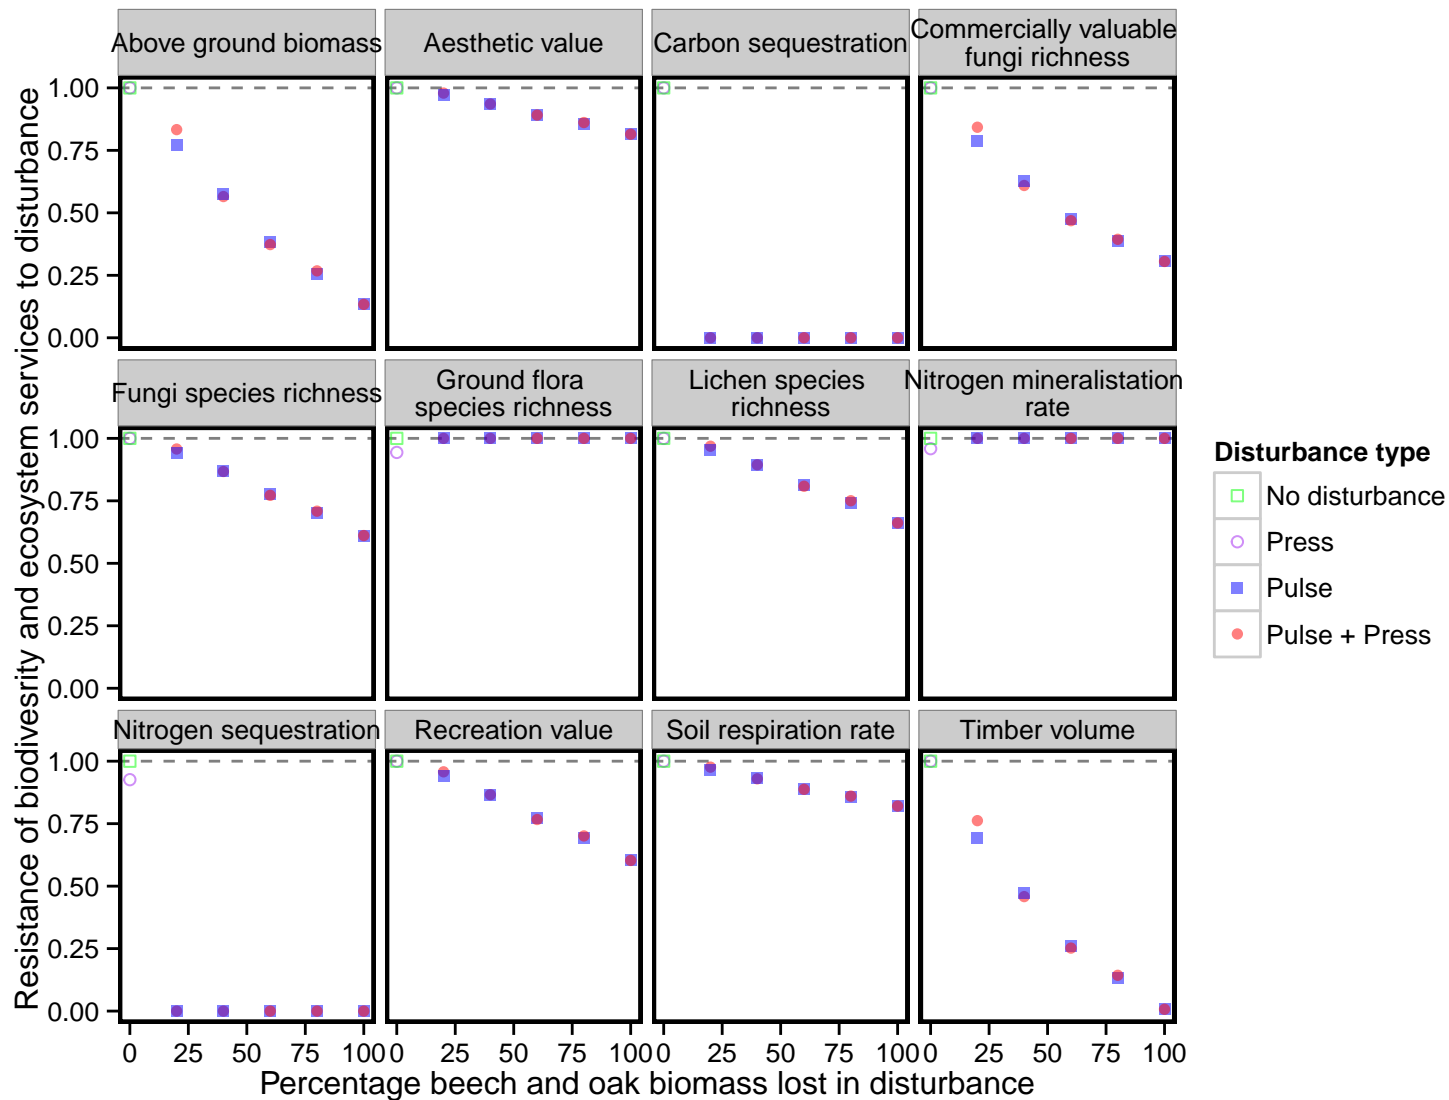 Above ground biomass
Aesthetic value
Carbon sequestration
Commercially valuable
fungi richness
1.00
0.75
0.50
0.25
0.00
Fungi species richness
Ground flora
species richness
Lichen species
richness
Nitrogen mineralistation
rate
1.00
0.75
0.50
0.25
0.00
Nitrogen sequestration
Recreation value
Soil respiration rate
Timber volume
1.00
0.75
0.50
0.25
0.00
0 25 50 75 100
0 25 50 75 100
0 25 50 75 100
0 25 50 75 100
Percentage beech and oak biomass lost in disturbance
Resistance of biodivesrity and ecosystem services to disturbance
Disturbance type
No disturbance
Press
Pulse
Pulse + Press